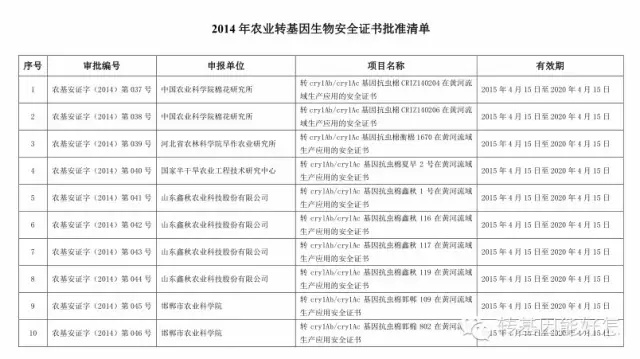 2014 年农业转基因生物安全证书批准清单
序号 审批编号 申报单位 项目名称 有效期
1 农基安证字（2014）第 037 号 中国农业科学院棉花研究所 转 cry1Ab/cry1Ac 基因抗虫棉 CRIZ140204 在黄河流 2015 年 4 月 15 日至 2020 年 4 月 15 日
域生产应用的安全证书
2 农基安证字（2014）第 038 号 中国农业科学院棉花研究所 转 cry1Ab/cry1Ac 基因抗虫棉 CRIZ140206 在黄河流 2015 年 4 月 15 日至 2020 年 4 月 15 日
域生产应用的安全证书
3 农基安证字（2014）第 039 号 河北省农林科学院旱作农业研究所 转 cry1Ab/cry1Ac 基因抗虫棉衡棉 1670 在黄河流域 2015 年 4 月 15 日至 2020 年 4 月 15 日
生产应用的安全证书
4 农基安证字（2014）第 040 号 国家半干旱农业工程技术研究中心 转 cry1Ab/cry1Ac 基因抗虫棉夏早 2 号在黄河流域 2015 年 4 月 15 日至 2020 年 4 月 15 日
生产应用的安全证书
5 农基安证字（2014）第 041 号 山东鑫秋农业科技股份有限公司 转 cry1Ab/cry1Ac 基因抗虫棉鑫秋 1 号在黄河流域 2015 年 4 月 15 日至 2020 年 4 月 15 日
生产应用的安全证书
6 农基安证字（2014）第 042 号 山东鑫秋农业科技股份有限公司 转 cry1Ab/cry1Ac 基因抗虫棉鑫秋 116 在黄河流域 2015 年 4 月 15 日至 2020 年 4 月 15 日
生产应用的安全证书
7 农基安证字（2014）第 043 号 山东鑫秋农业科技股份有限公司 转 cry1Ab/cry1Ac 基因抗虫棉鑫秋 117 在黄河流域 2015 年 4 月 15 日至 2020 年 4 月 15 日
生产应用的安全证书
8 农基安证字（2014）第 044 号 山东鑫秋农业科技股份有限公司 转 cry1Ab/cry1Ac 基因抗虫棉鑫秋 119 在黄河流域 2015 年 4 月 15 日至 2020 年 4 月 15 日
生产应用的安全证书
9 农基安证字（2014）第 045 号 邯郸市农业科学院 转 cry1Ab/cry1Ac 基因抗虫棉邯郸 109 在黄河流域 2015 年 4 月 15 日至 2020 年 4 月 15 日
生产应用的安全证书
10 农基安证字（2014）第 046 号 邯郸市农业科学院 转 cry1Ab/cry1Ac 基因抗虫棉邯棉 802 在黄河流域 2015 年 4 月 15 日至 2020 年 4 月 15 日
生产应用的安全证书
转基因能好怎